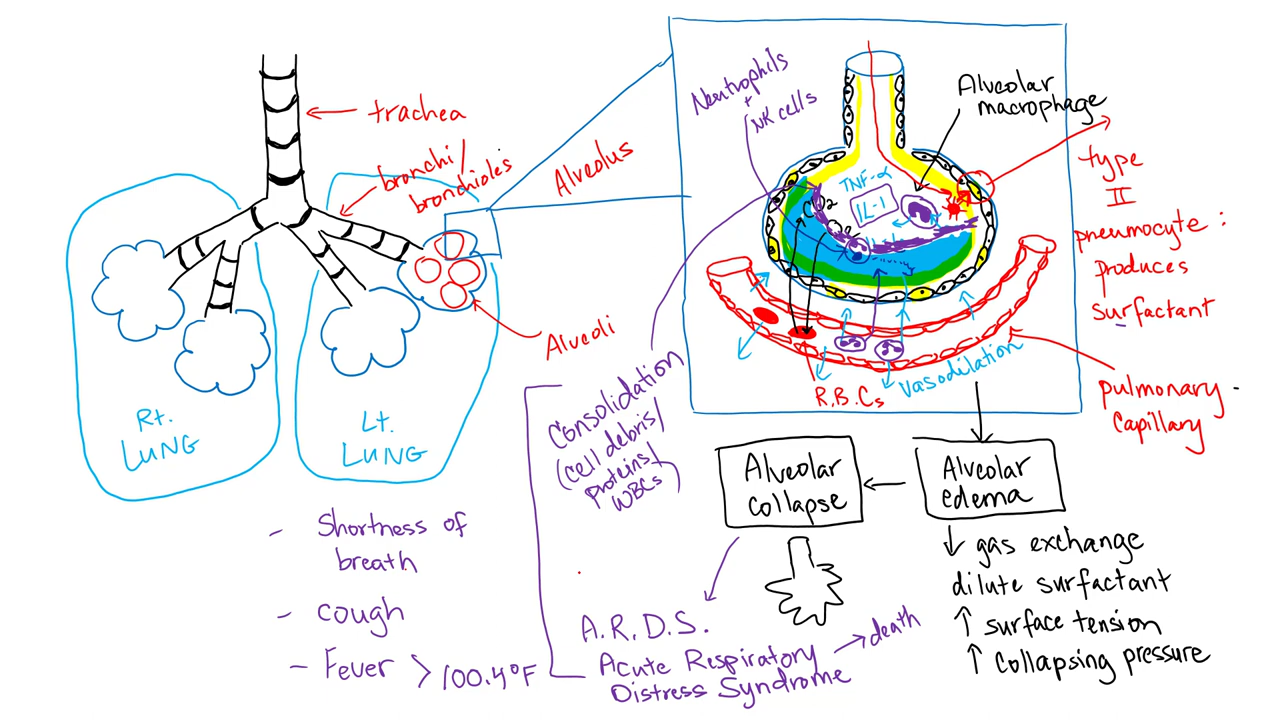 trachea
bronchi/
bronchioles
Alveolus
Alveoli
Rt.
LUNG
Lt.
LUNG
- Shortness of
breath
- cough
- Fever > 100.4°F
Neutrophils
+
NK cells
Alveolar
macrophage
TNF-α
IL-1
CO2
type
II
pneumocyte :
produces
surfactant
R.B.Cs
Vasodilation
pulmonary
capillary
Consolidation
(cell debris/
proteins/
WBCs)
Alveolar
collapse
Alveolar
edema
↓ gas exchange
dilute surfactant
↑ surface tension
↑ collapsing pressure
A.R.D.S.
Acute Respiratory
Distress Syndrome
→ death